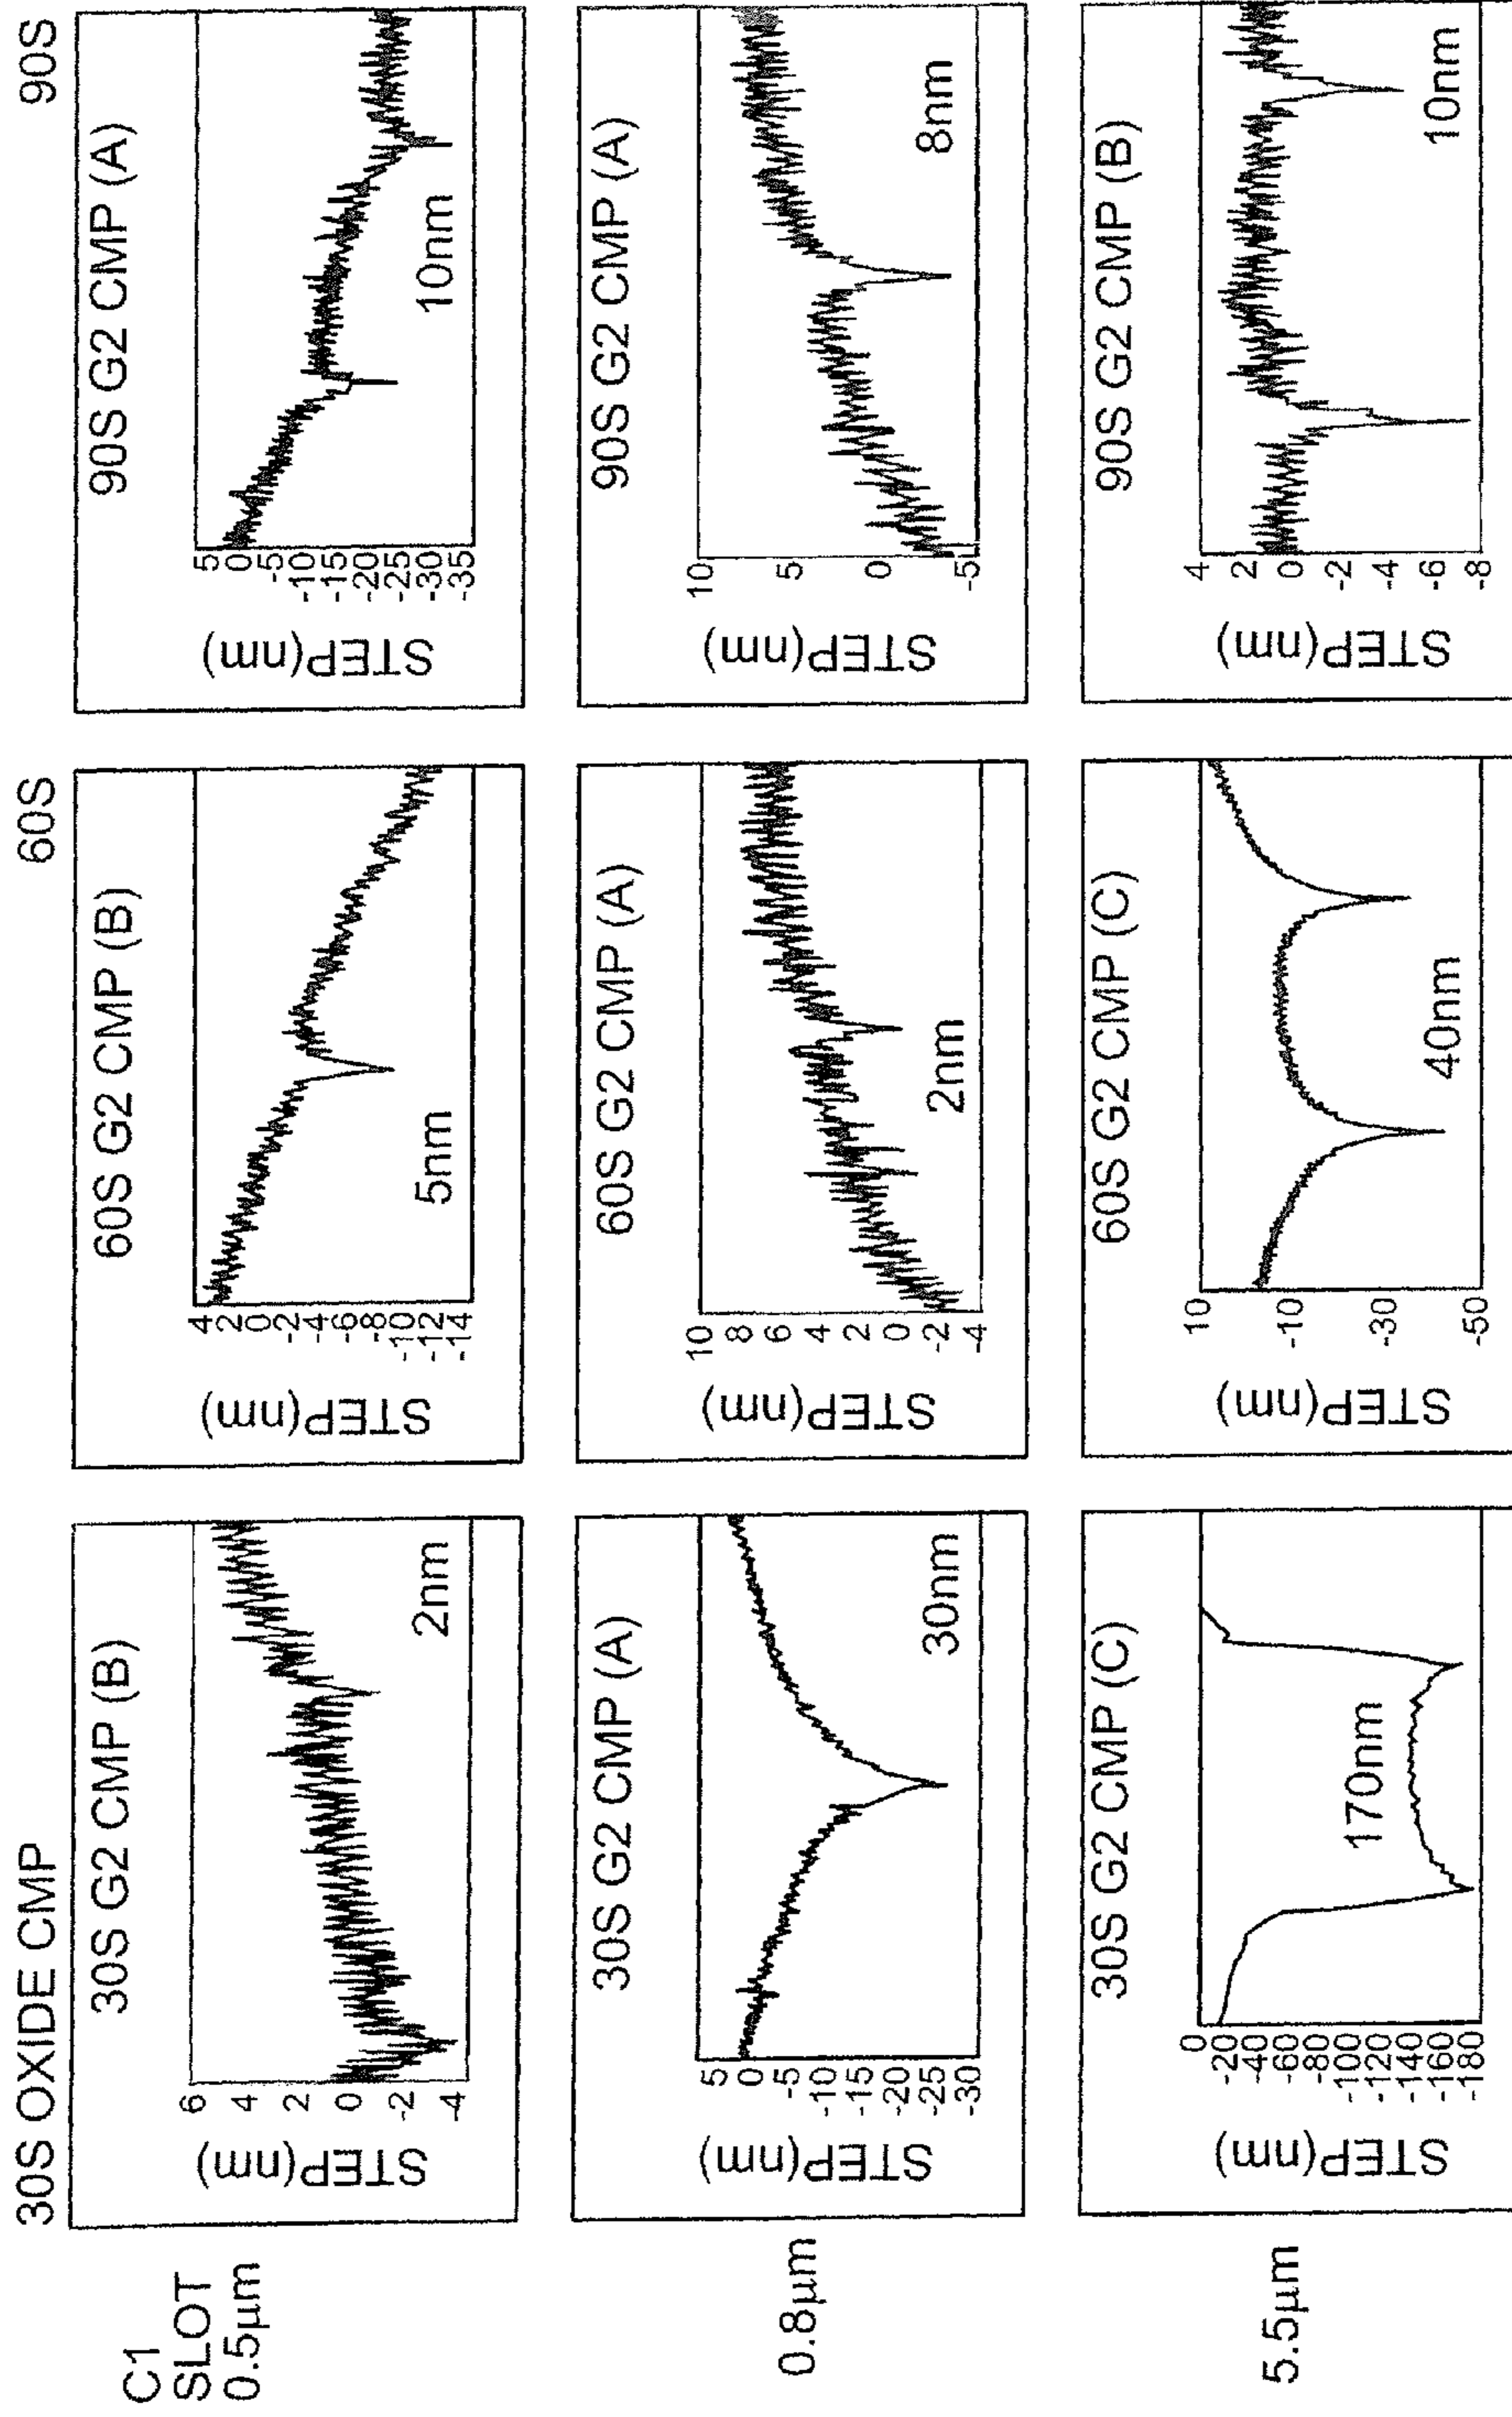 30S OXIDE CMP
60S
90S
C1
SLOT
0.5µm
30S G2 CMP (B)
STEP(nm)
6
4
2
0
-2
-4
2nm
60S G2 CMP (B)
STEP(nm)
4
2
0
-2
-4
-6
-8
-10
-12
-14
5nm
90S G2 CMP (A)
STEP(nm)
5
0
-5
-10
-15
-20
-25
-30
-35
10nm
0.8µm
30S G2 CMP (A)
STEP(nm)
5
0
-5
-10
-15
-20
-25
-30
30nm
60S G2 CMP (A)
STEP(nm)
10
8
6
4
2
0
-2
-4
2nm
90S G2 CMP (A)
STEP(nm)
10
5
0
-5
8nm
5.5µm
30S G2 CMP (C)
STEP(nm)
0
-20
-40
-60
-80
-100
-120
-140
-160
-180
170nm
60S G2 CMP (C)
STEP(nm)
10
-10
-30
-50
40nm
90S G2 CMP (B)
STEP(nm)
4
2
0
-2
-4
-6
-8
10nm